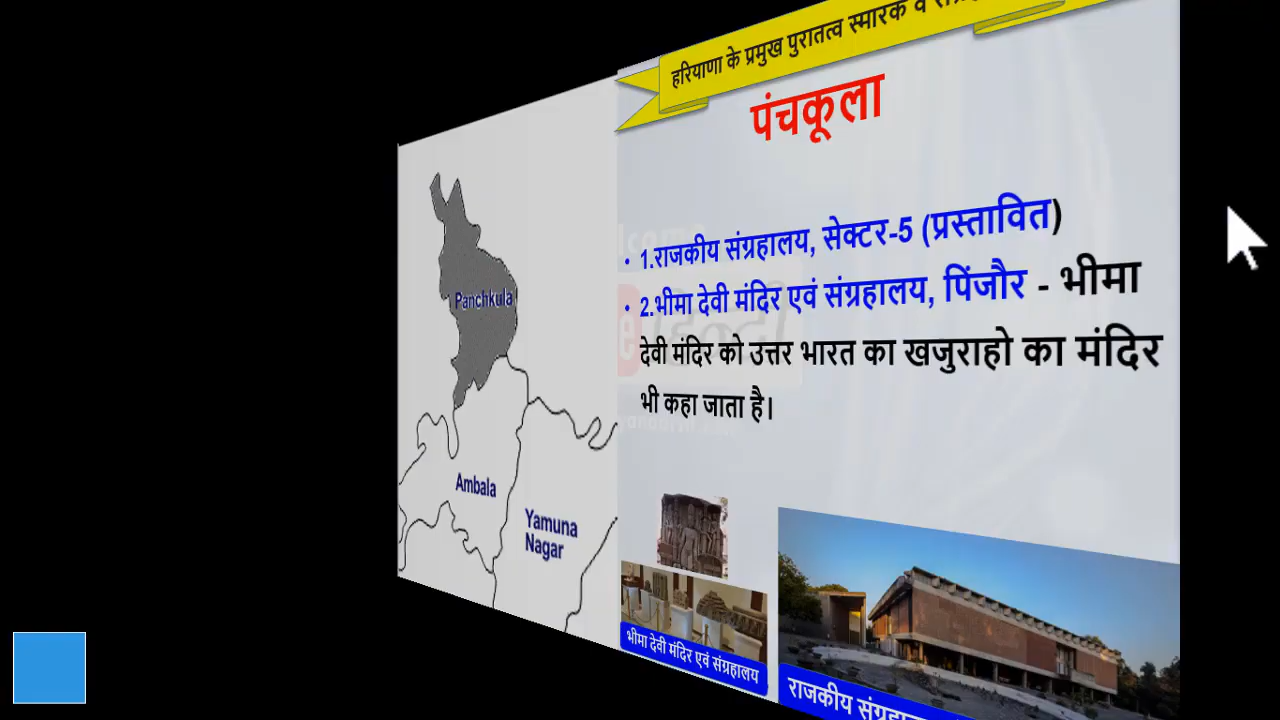 हरियाणा के प्रमुख पुरातत्व स्मारक व
पंचकूला
• 1.राजकीय संग्रहालय, सेक्टर-5 (प्रस्तावित)
• 2.भीमा देवी मंदिर एवं संग्रहालय, पिंजौर - भीमा
देवी मंदिर को उत्तर भारत का खजुराहो का मंदिर
भी कहा जाता है।
Panchkula
Ambala
Yamuna
Nagar
भीमा देवी मंदिर एवं संग्रहालय
राजकीय